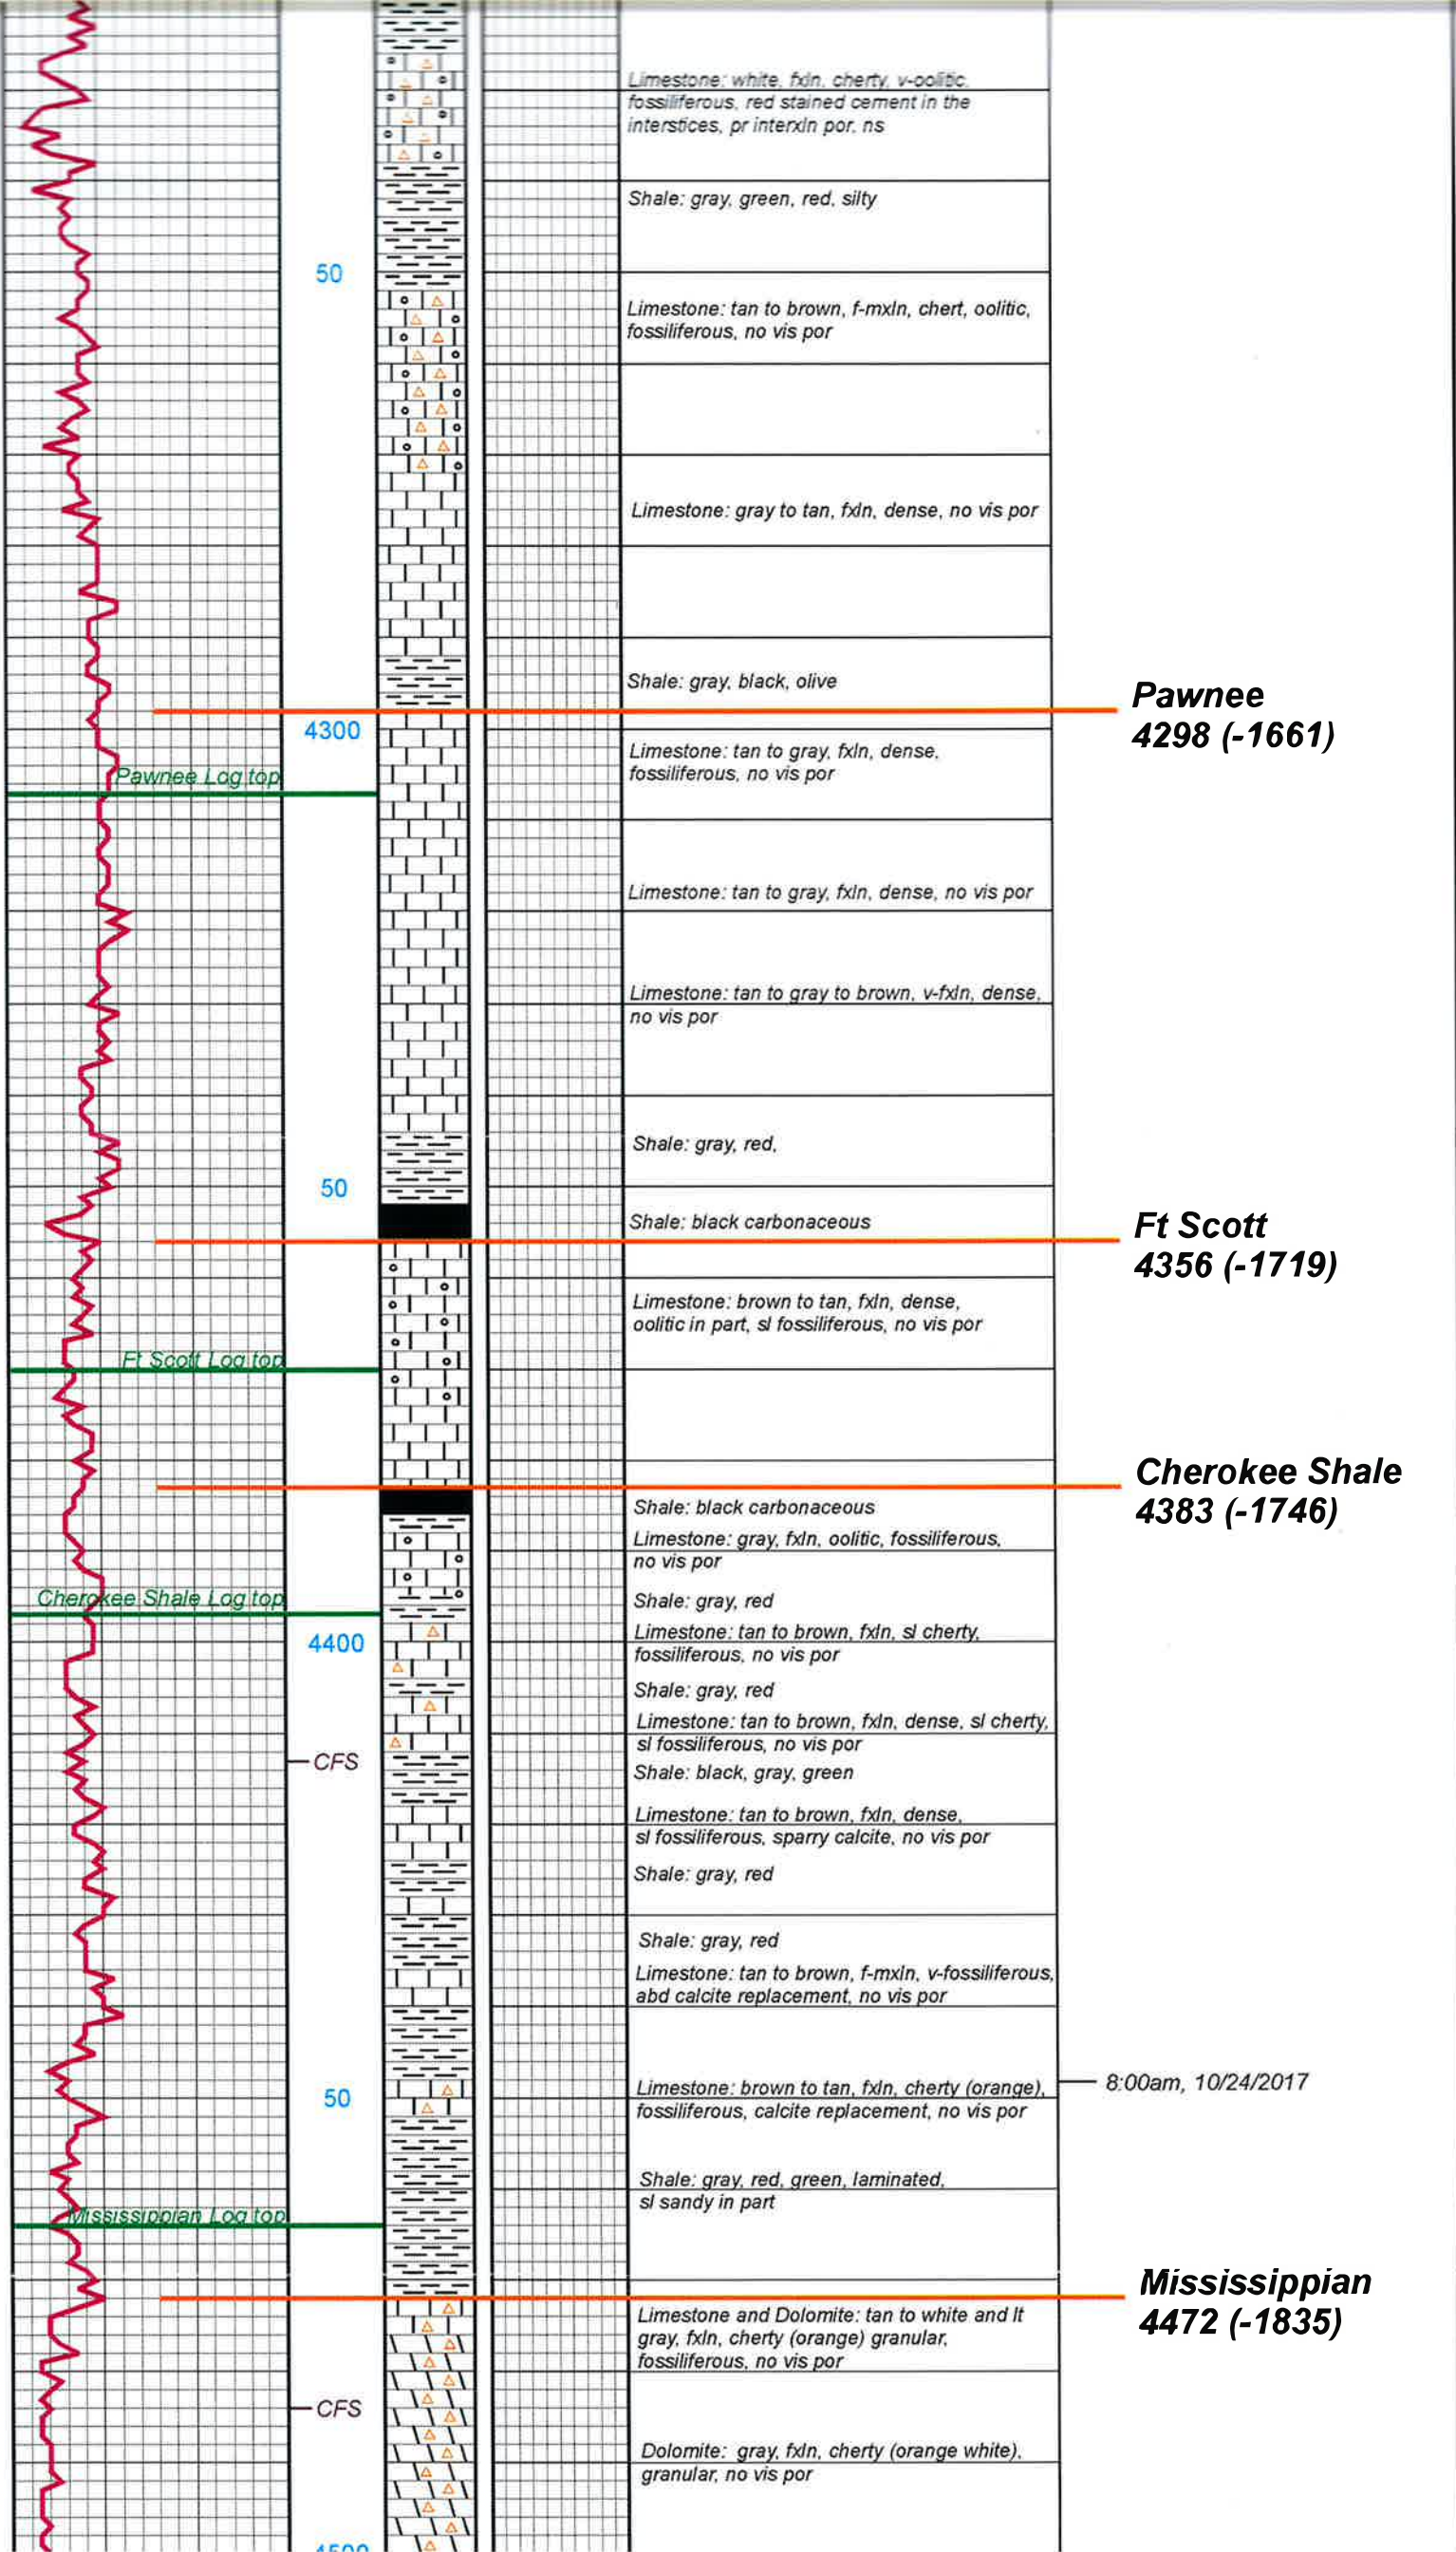 Limestone: white, fxln, cherty, v-oolitic,
fossiliferous, red stained cement in the
interstices, pr interxln por, ns
Shale: gray, green, red, silty
50
Limestone: tan to brown, f-mxln, chert, oolitic,
fossiliferous, no vis por
Limestone: gray to tan, fxln, dense, no vis por
Shale: gray, black, olive
Pawnee
4298 (-1661)
4300
Limestone: tan to gray, fxln, dense,
fossiliferous, no vis por
Pawnee Log top
Limestone: tan to gray, fxln, dense, no vis por
Limestone: tan to gray to brown, v-fxln, dense,
no vis por
Shale: gray, red,
50
Shale: black carbonaceous
Ft Scott
4356 (-1719)
Limestone: brown to tan, fxln, dense,
oolitic in part, sl fossiliferous, no vis por
Ft Scott Log top
Cherokee Shale
4383 (-1746)
Shale: black carbonaceous
Limestone: gray, fxln, oolitic, fossiliferous,
no vis por
Cherokee Shale Log top
Shale: gray, red
4400
Limestone: tan to brown, fxln, sl cherty,
fossiliferous, no vis por
Shale: gray, red
Limestone: tan to brown, fxln, dense, sl cherty,
sl fossiliferous, no vis por
CFS
Shale: black, gray, green
Limestone: tan to brown, fxln, dense,
sl fossiliferous, sparry calcite, no vis por
Shale: gray, red
Shale: gray, red
Limestone: tan to brown, f-mxln, v-fossiliferous,
abd calcite replacement, no vis por
8:00am, 10/24/2017
50
Limestone: brown to tan, fxln, cherty (orange),
fossiliferous, calcite replacement, no vis por
Shale: gray, red, green, laminated,
sl sandy in part
Mississippian Log top
Mississippian
4472 (-1835)
Limestone and Dolomite: tan to white and lt
gray, fxln, cherty (orange) granular,
fossiliferous, no vis por
CFS
Dolomite: gray, fxln, cherty (orange white),
granular, no vis por
4500